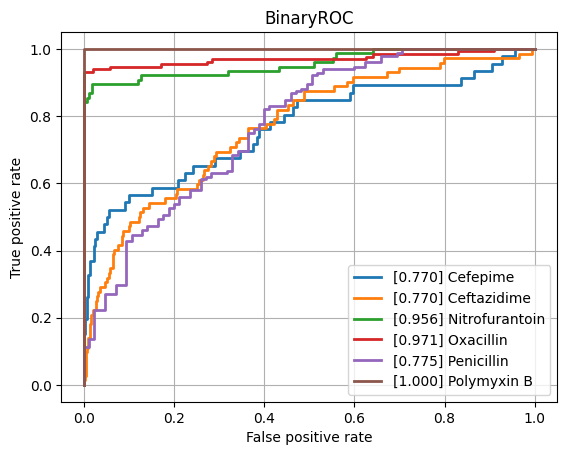 BinaryROC
True positive rate
1.0
0.8
0.6
0.4
0.2
0.0
[0.770] Cefepime
[0.770] Ceftazidime
[0.956] Nitrofurantoin
[0.971] Oxacillin
[0.775] Penicillin
[1.000] Polymyxin B
0.0 0.2 0.4 0.6 0.8 1.0
False positive rate